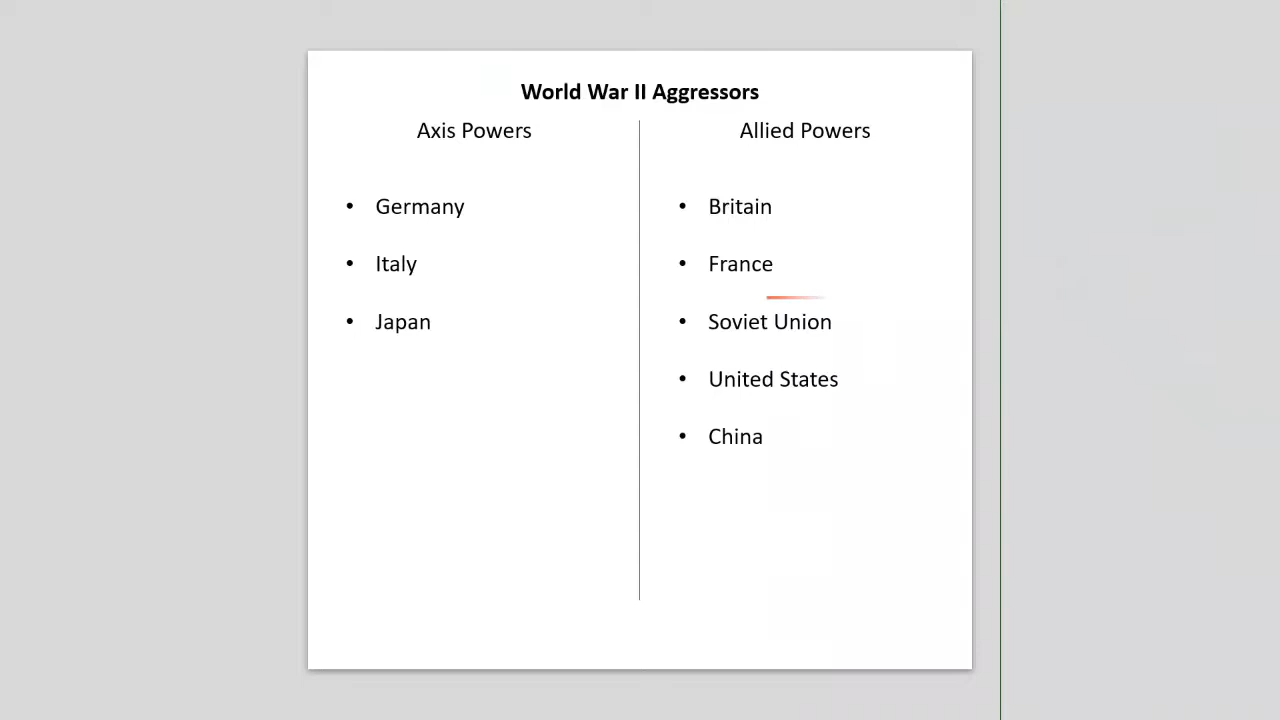 World War II Aggressors
Axis Powers
• Germany
• Italy
• Japan
Allied Powers
• Britain
• France
• Soviet Union
• United States
• China